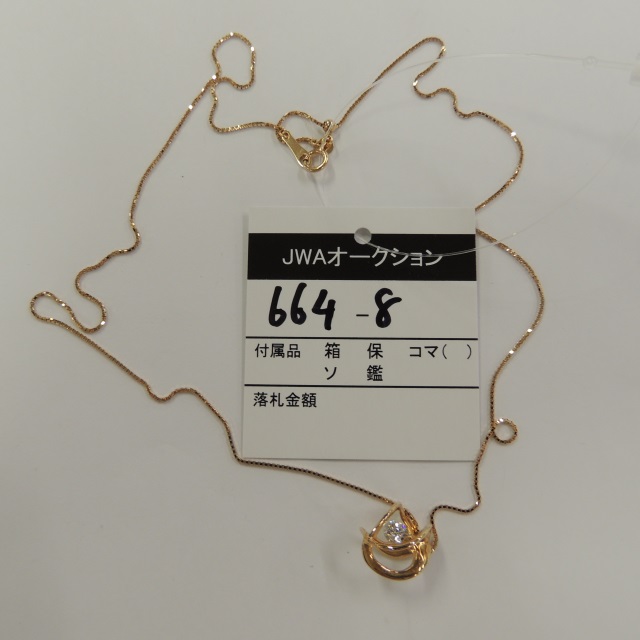 JWAオークション
664-8
付属品 箱 保 コマ( )
ソ 鑑
落札金額